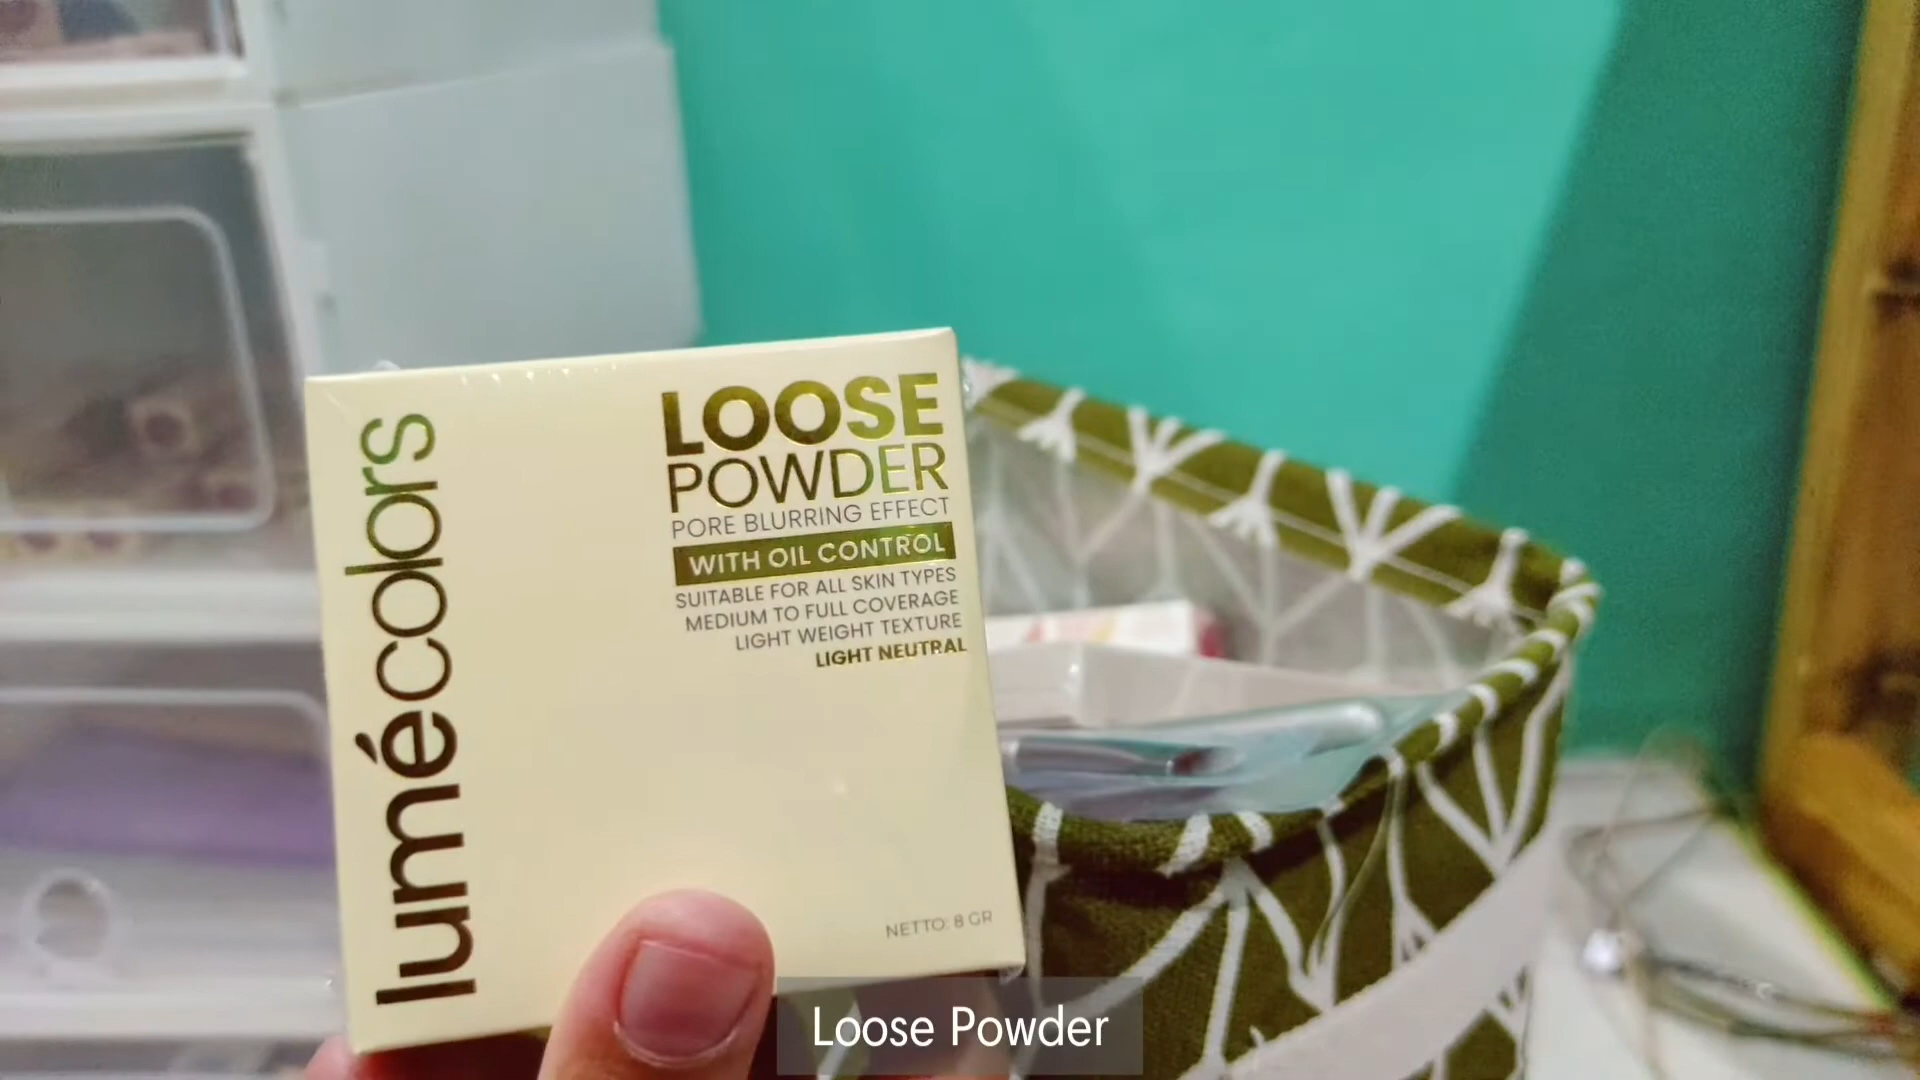 lumécolors
LOOSE
POWDER
PORE BLURRING EFFECT
WITH OIL CONTROL
SUITABLE FOR ALL SKIN TYPES
MEDIUM TO FULL COVERAGE
LIGHT WEIGHT TEXTURE
LIGHT NEUTRAL
NETTO: 8 GR
Loose Powder